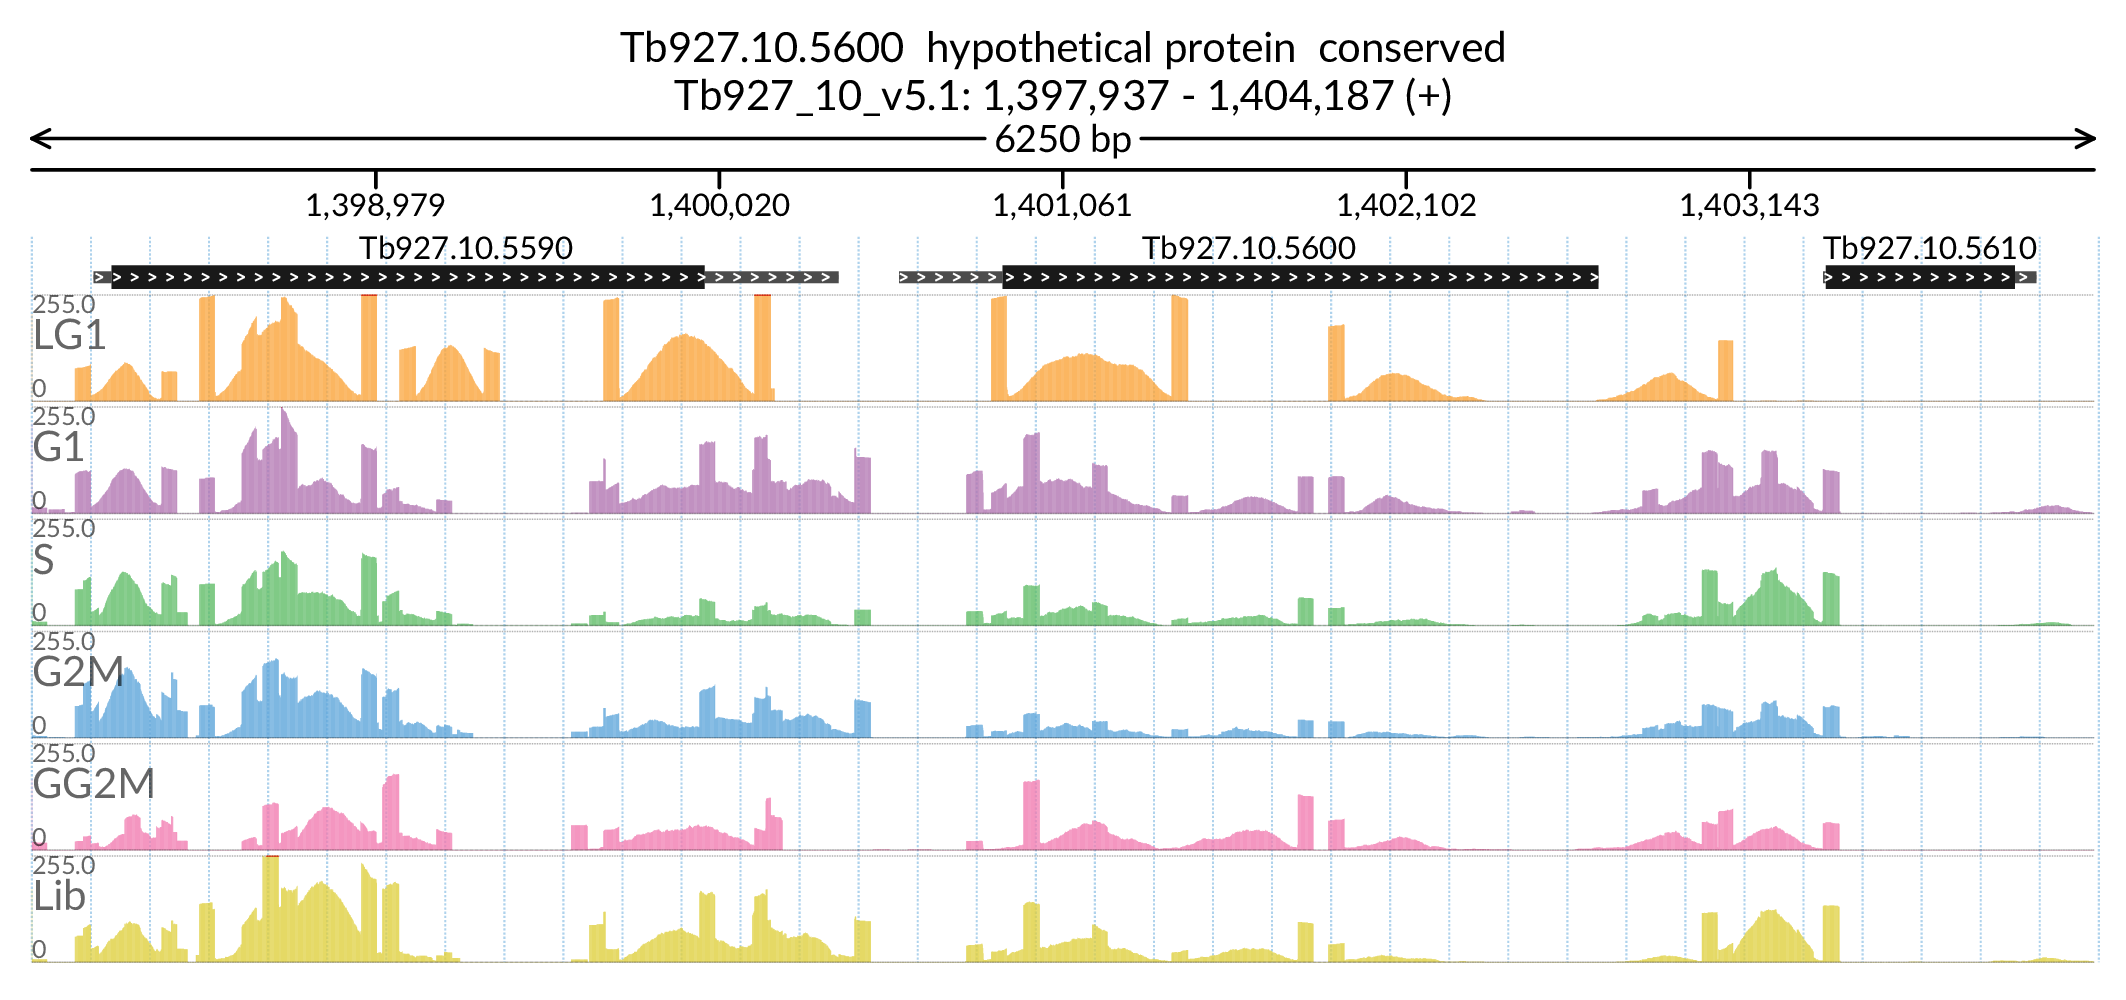 Tb927.10.5600  hypothetical protein  conserved
Tb927_10_v5.1: 1,397,937 - 1,404,187 (+)
6250 bp
1,398,979 1,400,020 1,401,061 1,402,102 1,403,143
Tb927.10.5590 Tb927.10.5600 Tb927.10.5610
255.0
LG1
0
255.0
G1
0
255.0
S
0
255.0
G2M
0
255.0
GG2M
0
255.0
Lib
0